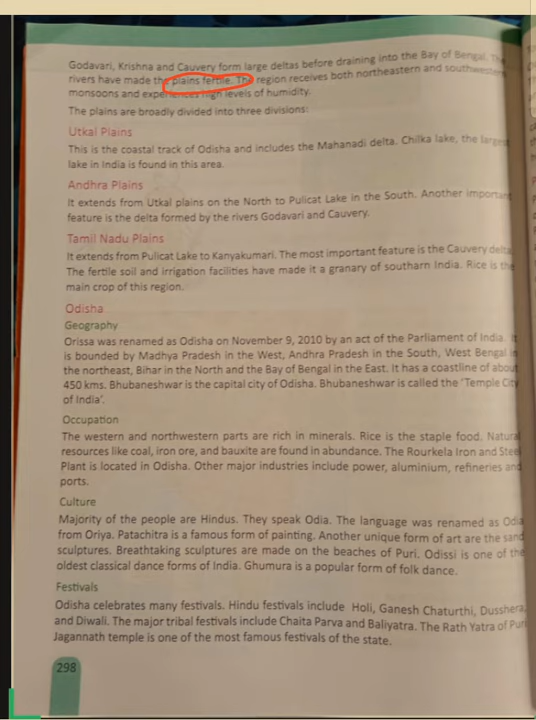 Godavari, Krishna and Cauvery form large deltas before draining into the Bay of Bengal. The
rivers have made the plains fertile. The region receives both northeastern and southwestern
monsoons and experiences high levels of humidity.
The plains are broadly divided into three divisions:
Utkal Plains
This is the coastal track of Odisha and includes the Mahanadi delta. Chilka lake, the largest
lake in India is found in this area.
Andhra Plains
It extends from Utkal plains on the North to Pulicat Lake in the South. Another important
feature is the delta formed by the rivers Godavari and Cauvery.
Tamil Nadu Plains
It extends from Pulicat Lake to Kanyakumari. The most important feature is the Cauvery delta.
The fertile soil and irrigation facilities have made it a granary of southarn India. Rice is the
main crop of this region.
Odisha
Geography
Orissa was renamed as Odisha on November 9, 2010 by an act of the Parliament of India. It
is bounded by Madhya Pradesh in the West, Andhra Pradesh in the South, West Bengal in
the northeast, Bihar in the North and the Bay of Bengal in the East. It has a coastline of about
450 kms. Bhubaneshwar is the capital city of Odisha. Bhubaneshwar is called the 'Temple City
of India'.
Occupation
The western and northwestern parts are rich in minerals. Rice is the staple food. Natural
resources like coal, iron ore, and bauxite are found in abundance. The Rourkela Iron and Steel
Plant is located in Odisha. Other major industries include power, aluminium, refineries and
ports.
Culture
Majority of the people are Hindus. They speak Odia. The language was renamed as Odia
from Oriya. Patachitra is a famous form of painting. Another unique form of art are the sand
sculptures. Breathtaking sculptures are made on the beaches of Puri. Odissi is one of the
oldest classical dance forms of India. Ghumura is a popular form of folk dance.
Festivals
Odisha celebrates many festivals. Hindu festivals include Holi, Ganesh Chaturthi, Dusshera,
and Diwali. The major tribal festivals include Chaita Parva and Baliyatra. The Rath Yatra of Puri
Jagannath temple is one of the most famous festivals of the state.
298